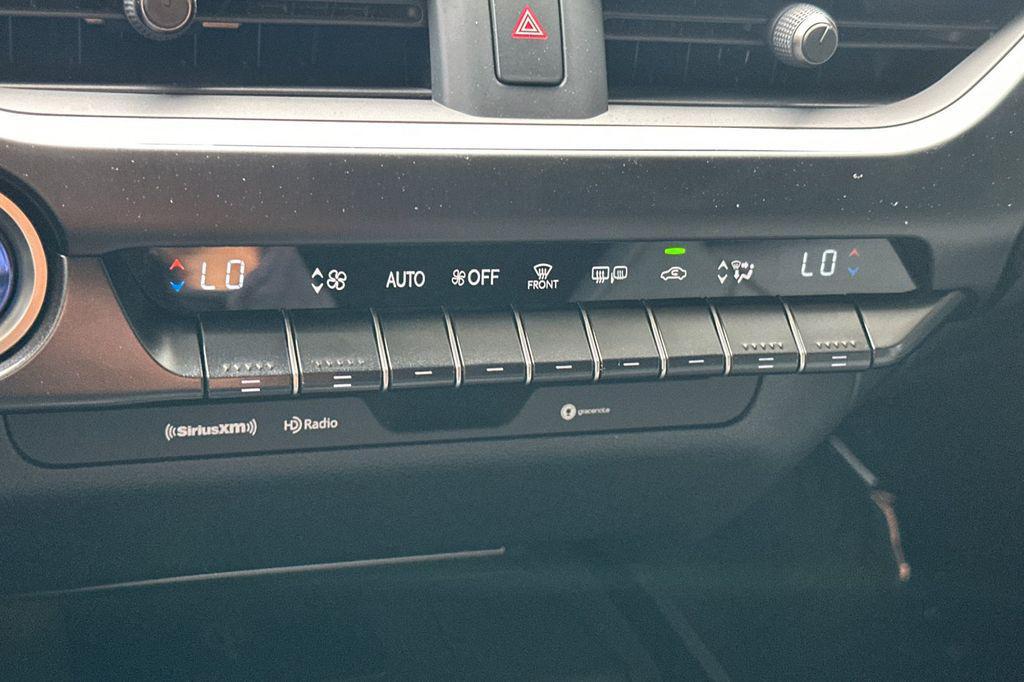 LO AUTO OFF FRONT LO
((SiriusXM)) HD Radio gracenote